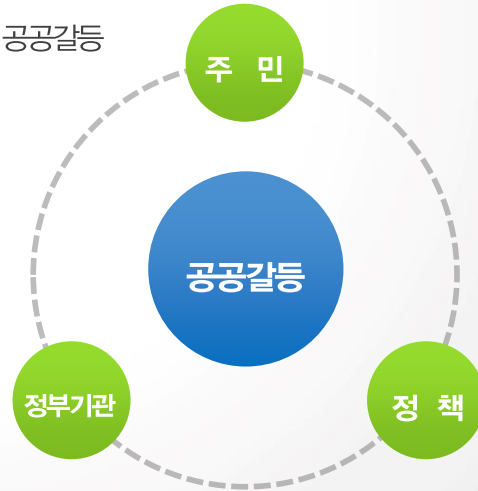 공공갈등
주 민
공공갈등
정부기관
정 책